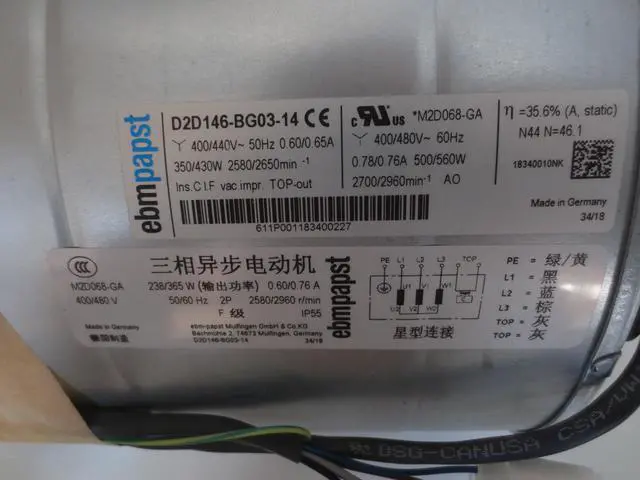 ebmpapst
D2D146-BG03-14 CE
400/440V~ 50Hz 0.60/0.65A
350/430W 2580/2650min -1
Ins.Cl.F vac.impr. TOP-out
611P001183400227
c RU us *M2D068-GA
400/480V~ 60Hz
0.78/0.76A 500/560W
2700/2960min -1 AO
η =35.6% (A, static)
N44 N=46.1
18340010NK
Made in Germany
34/18
CCC
M2D068-GA
400/480 V
Made in Germany
德国制造
三相异步电动机
238/365 W (输出功率) 0.60/0.76 A
50/60 Hz 2P 2580/2960 r/min
F 级 IP55
ebm-papst Mulfingen GmbH & Co.KG
Bachmühle 2, 74673 Mulfingen, Germany
D2D146-BG03-14 34/18
ebmpapst
PE L1 L2 L3 TOP
U1 V1 W1
U2 V2 W2
星型连接
PE = 绿/黄
L1 = 黑
L2 = 蓝
L3 = 棕
TOP = 灰
TOP = 灰
DSG-CANUSA CSA/